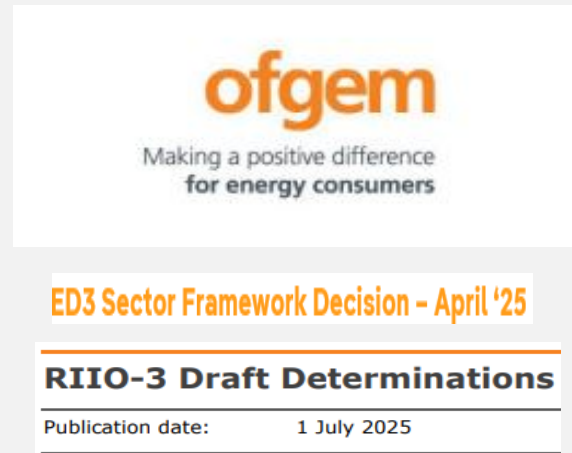 ofgem
Making a positive difference
for energy consumers
ED3 Sector Framework Decision – April ‘25
RIIO-3 Draft Determinations
Publication date: 1 July 2025